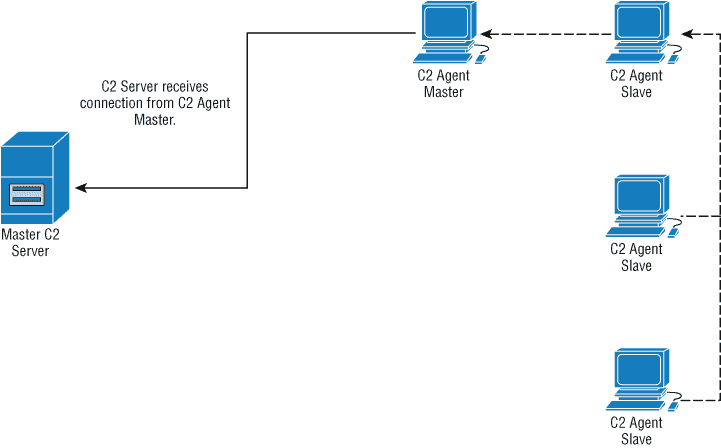 C2 Server receives
connection from C2 Agent
Master.
C2 Agent
Master
C2 Agent
Slave
Master C2
Server
C2 Agent
Slave
C2 Agent
Slave